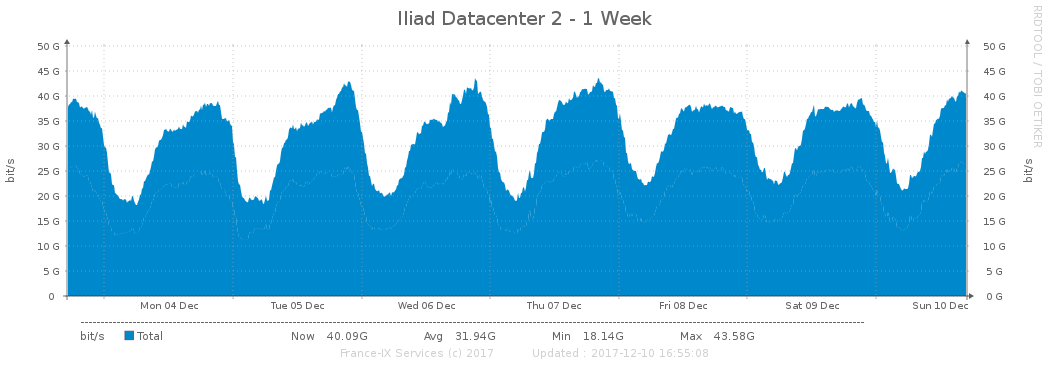 Iliad Datacenter 2 - 1 Week
RRDTOOL / TOBI OETIKER
50 G 50 G
45 G 45 G
40 G 40 G
35 G 35 G
30 G 30 G
25 G 25 G
20 G 20 G
15 G 15 G
10 G 10 G
5 G 5 G
0 0 G
bit/s bit/s
Mon 04 Dec Tue 05 Dec Wed 06 Dec Thu 07 Dec Fri 08 Dec Sat 09 Dec Sun 10 Dec
bit/s Total Now 40.09G Avg 31.94G Min 18.14G Max 43.58G
France-IX Services (c) 2017 Updated : 2017-12-10 16:55:08